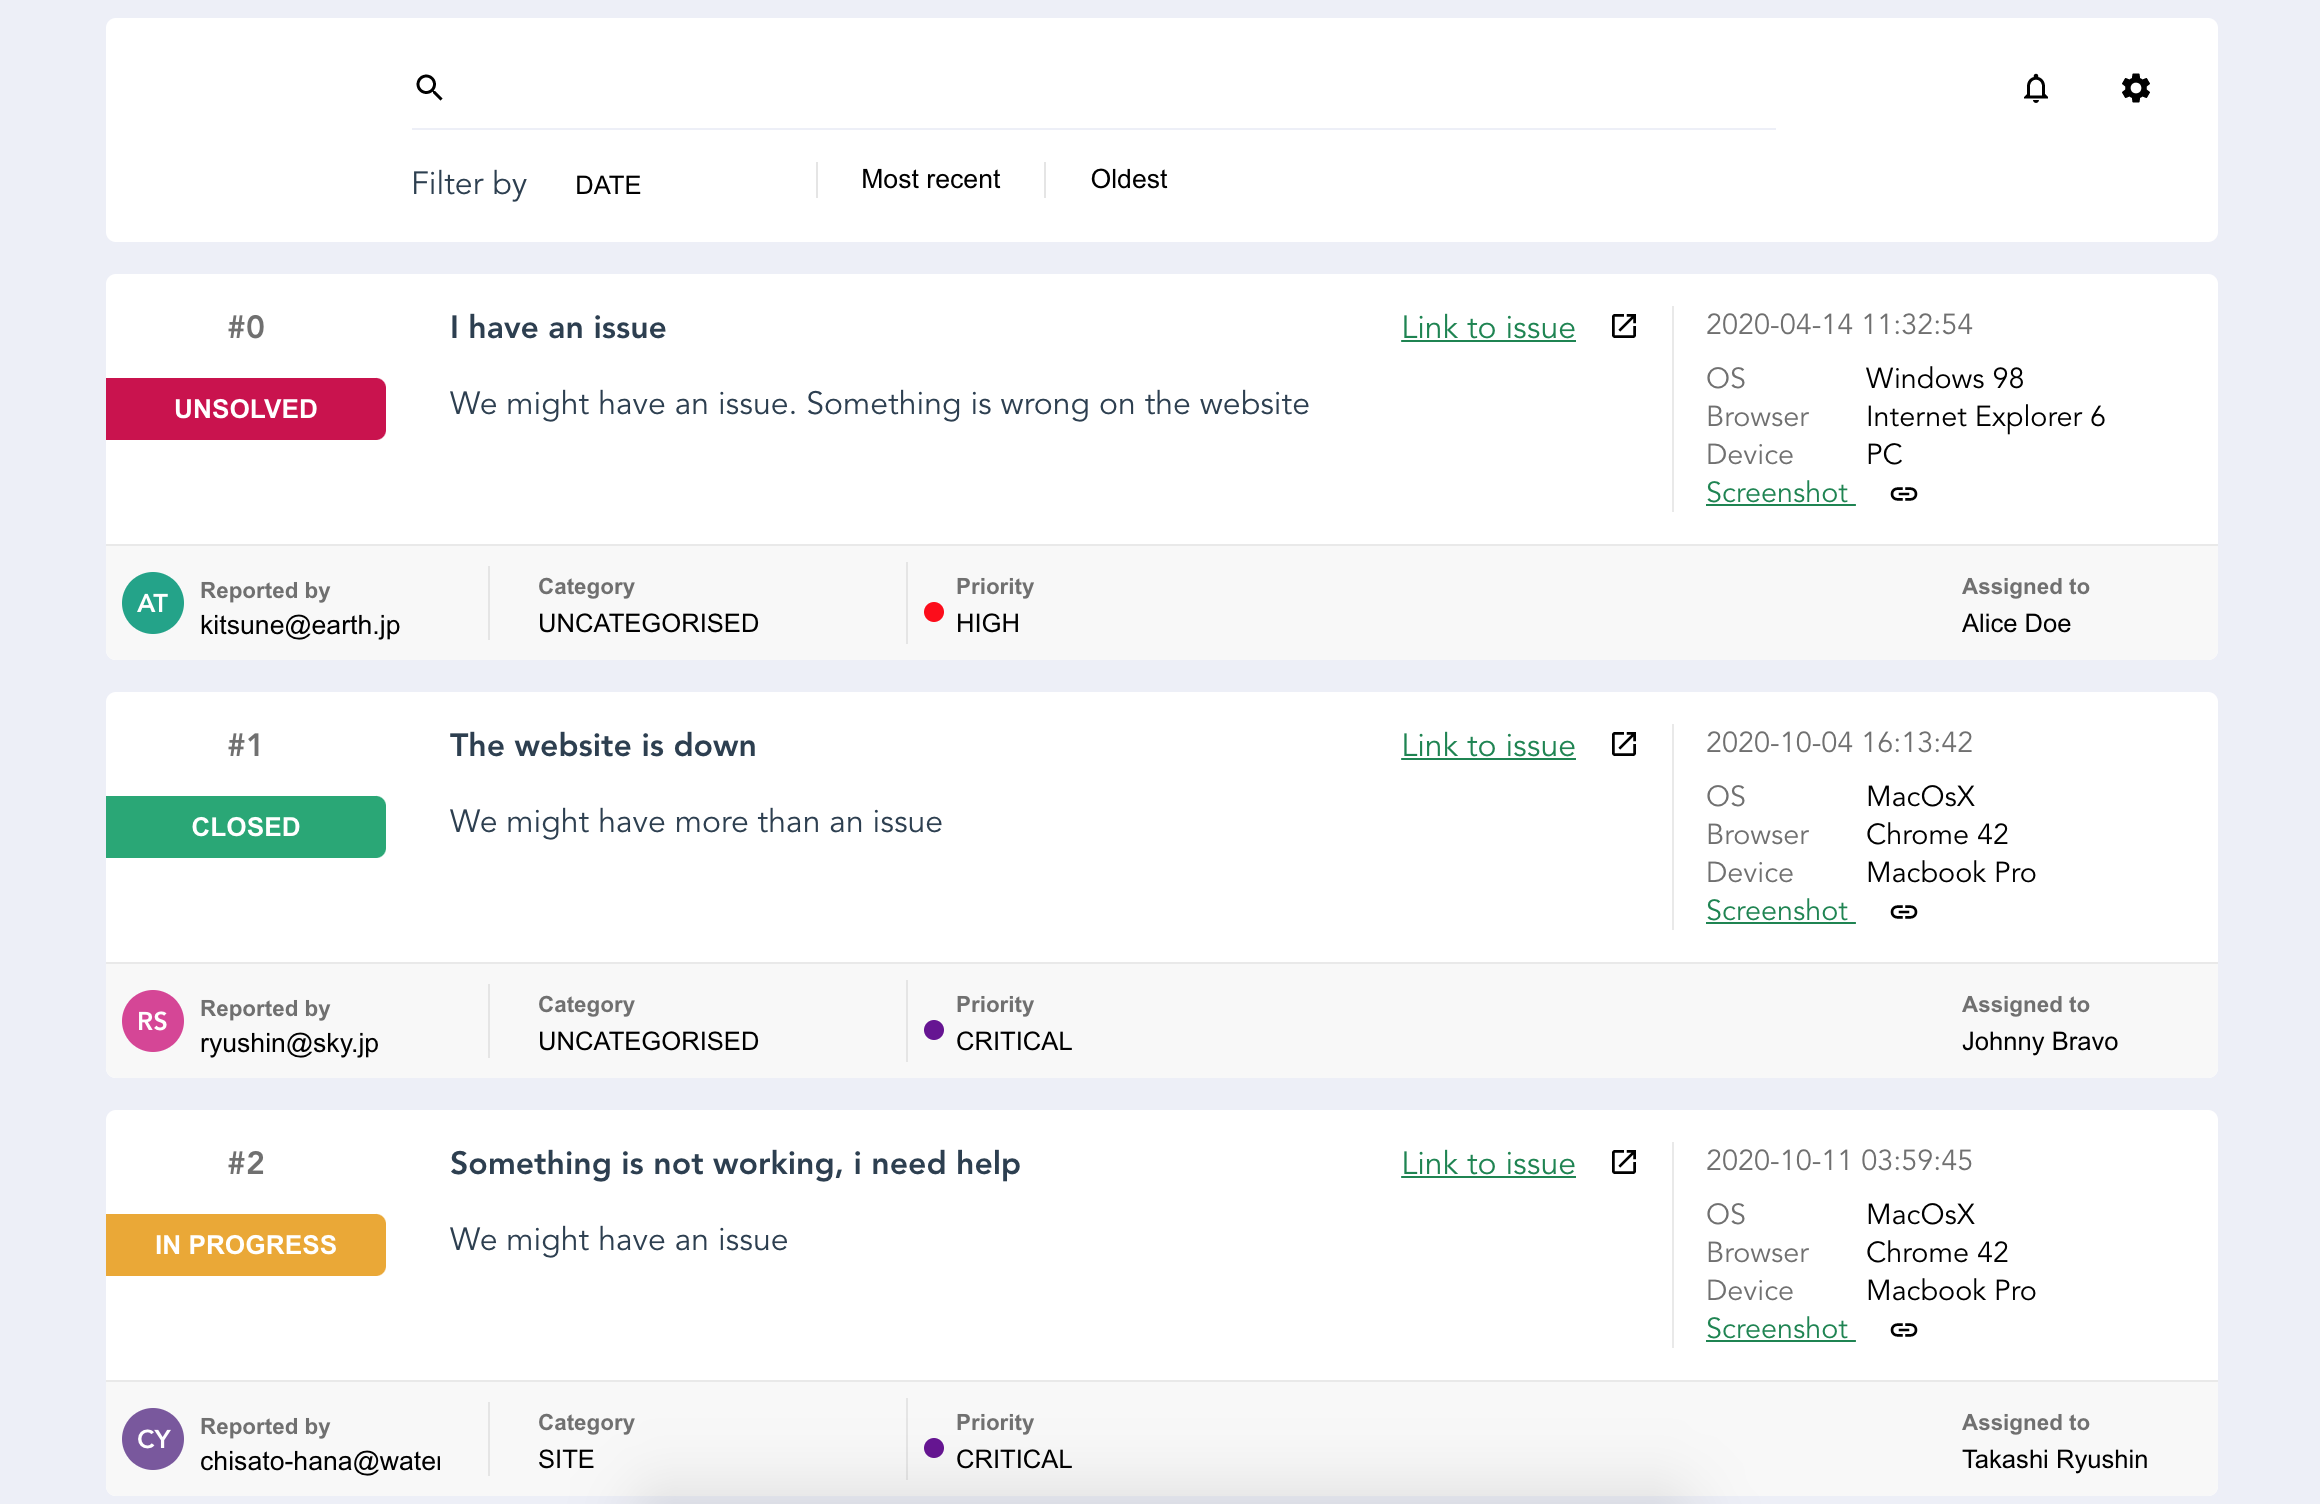 Filter by DATE Most recent Oldest
#0
UNSOLVED
I have an issue
We might have an issue. Something is wrong on the website
Link to issue
2020-04-14 11:32:54
OS Windows 98
Browser Internet Explorer 6
Device PC
Screenshot
AT
Reported by
kitsune@earth.jp
Category
UNCATEGORISED
Priority
HIGH
Assigned to
Alice Doe
#1
CLOSED
The website is down
We might have more than an issue
Link to issue
2020-10-04 16:13:42
OS MacOsX
Browser Chrome 42
Device Macbook Pro
Screenshot
RS
Reported by
ryushin@sky.jp
Category
UNCATEGORISED
Priority
CRITICAL
Assigned to
Johnny Bravo
#2
IN PROGRESS
Something is not working, i need help
We might have an issue
Link to issue
2020-10-11 03:59:45
OS MacOsX
Browser Chrome 42
Device Macbook Pro
Screenshot
CY
Reported by
chisato-hana@water
Category
SITE
Priority
CRITICAL
Assigned to
Takashi Ryushin